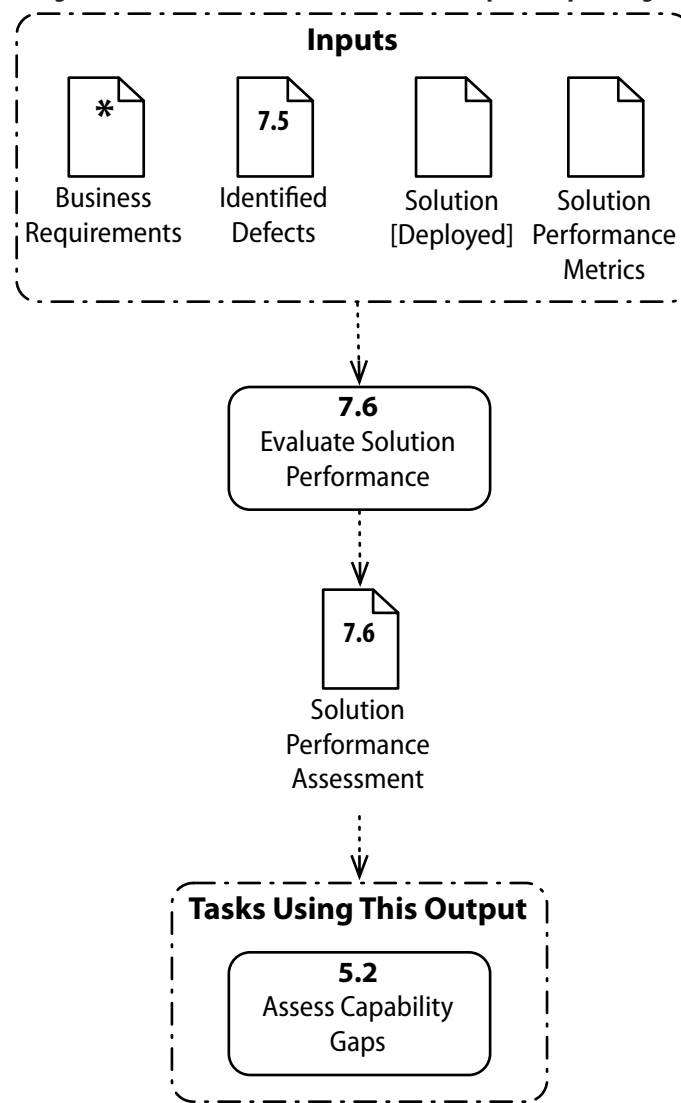 Inputs
*
7.5
Business
Requirements
Identified
Defects
Solution
[Deployed]
Solution
Performance
Metrics
7.6
Evaluate Solution
Performance
7.6
Solution
Performance
Assessment
Tasks Using This Output
5.2
Assess Capability
Gaps